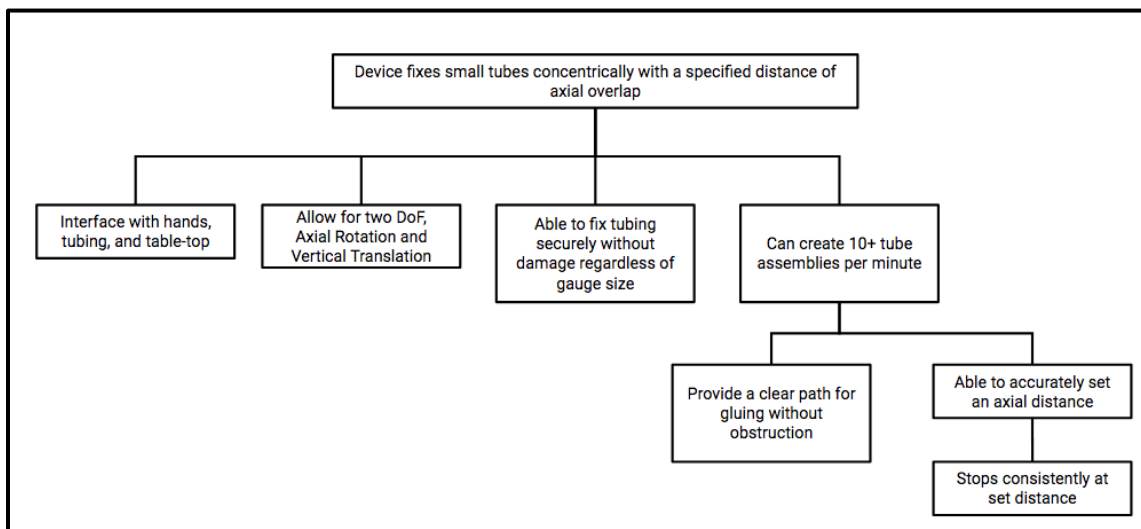 Device fixes small tubes concentrically with a specified distance of
axial overlap
Interface with hands,
tubing, and table-top
Allow for two DoF,
Axial Rotation and
Vertical Translation
Able to fix tubing
securely without
damage regardless of
gauge size
Can create 10+ tube
assemblies per minute
Provide a clear path for
gluing without
obstruction
Able to accurately set
an axial distance
Stops consistently at
set distance